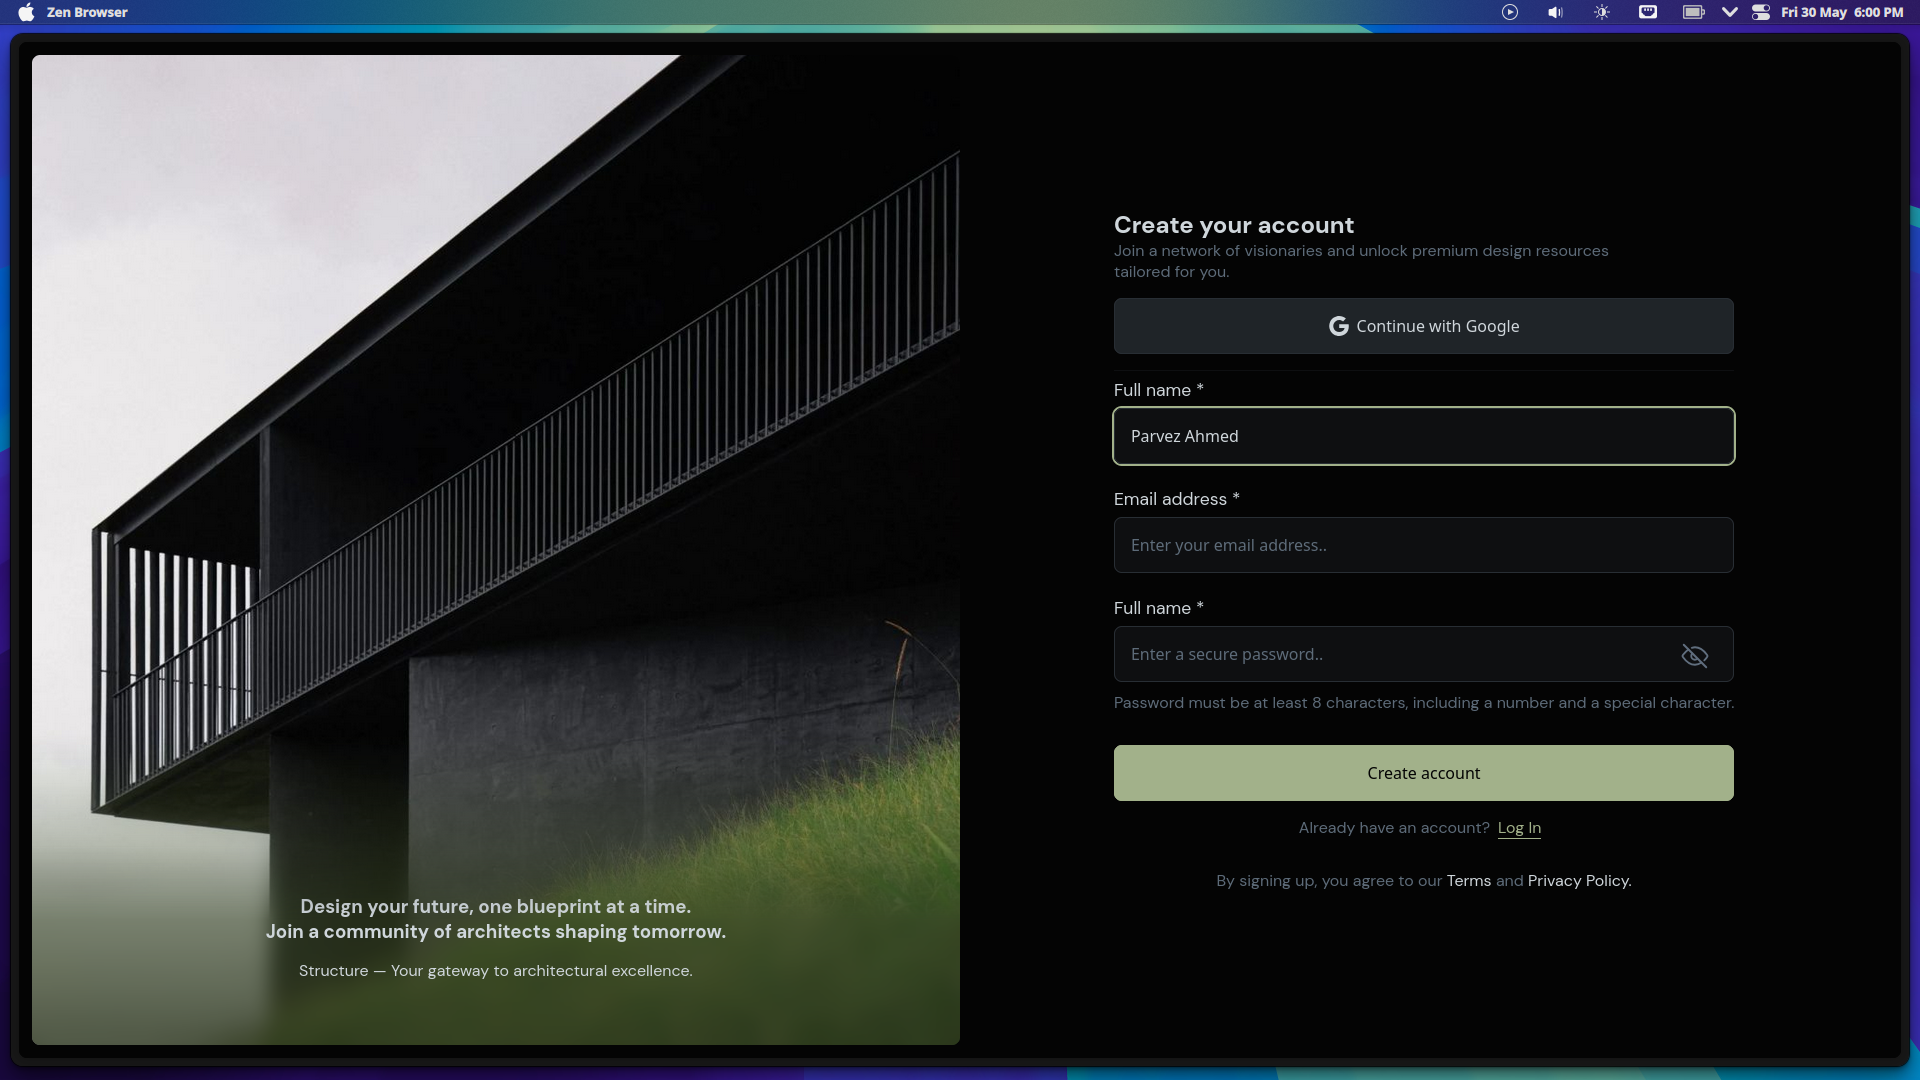 Zen Browser
Fri 30 May 6:00 PM
Design your future, one blueprint at a time.
Join a community of architects shaping tomorrow.
Structure — Your gateway to architectural excellence.
Create your account
Join a network of visionaries and unlock premium design resources
tailored for you.
Continue with Google
Full name *
Parvez Ahmed
Email address *
Enter your email address..
Full name *
Enter a secure password..
Password must be at least 8 characters, including a number and a special character.
Create account
Already have an account? Log In
By signing up, you agree to our Terms and Privacy Policy.